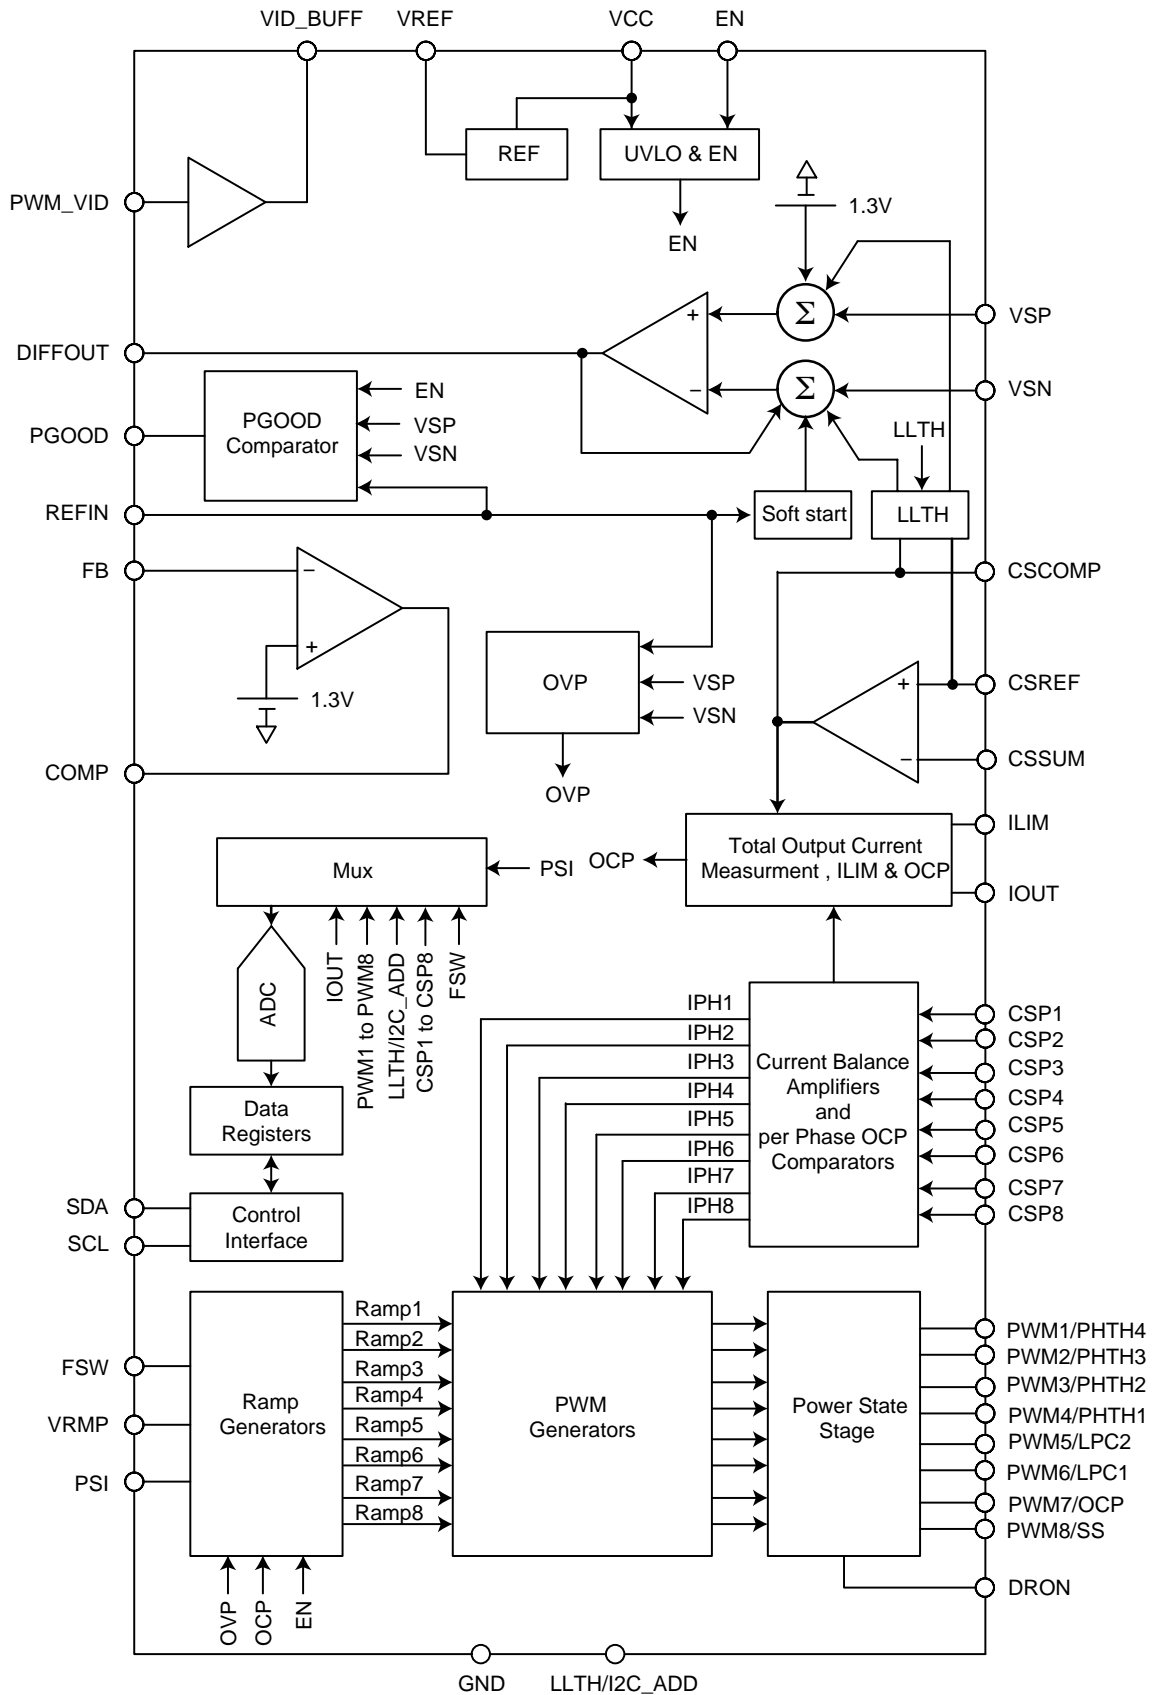 VID_BUFF VREF VCC EN
REF
UVLO & EN
PWM_VID
1.3V
EN
+
Σ
VSP
DIFFOUT
−
Σ
VSN
EN
PGOOD
Comparator
VSP
VSN
PGOOD
LLTH
REFIN
Soft start
LLTH
FB
−
CSCOMP
+
1.3V
OVP
VSP
VSN
+
CSREF
−
CSSUM
COMP
OVP
ILIM
Total Output Current
Measurment , ILIM & OCP
OCP
IOUT
Mux
PSI
IOUT
PWM1 to PWM8
LLTH/I2C_ADD
CSP1 to CSP8
FSW
ADC
IPH1
IPH2
IPH3
IPH4
IPH5
IPH6
IPH7
IPH8
Current Balance
Amplifiers
and
per Phase OCP
Comparators
CSP1
CSP2
CSP3
CSP4
CSP5
CSP6
CSP7
CSP8
Data
Registers
SDA
SCL
Control
Interface
FSW
VRMP
PSI
Ramp
Generators
Ramp1
Ramp2
Ramp3
Ramp4
Ramp5
Ramp6
Ramp7
Ramp8
PWM
Generators
Power State
Stage
PWM1/PHTH4
PWM2/PHTH3
PWM3/PHTH2
PWM4/PHTH1
PWM5/LPC2
PWM6/LPC1
PWM7/OCP
PWM8/SS
DRON
OVP
OCP
EN
GND
LLTH/I2C_ADD